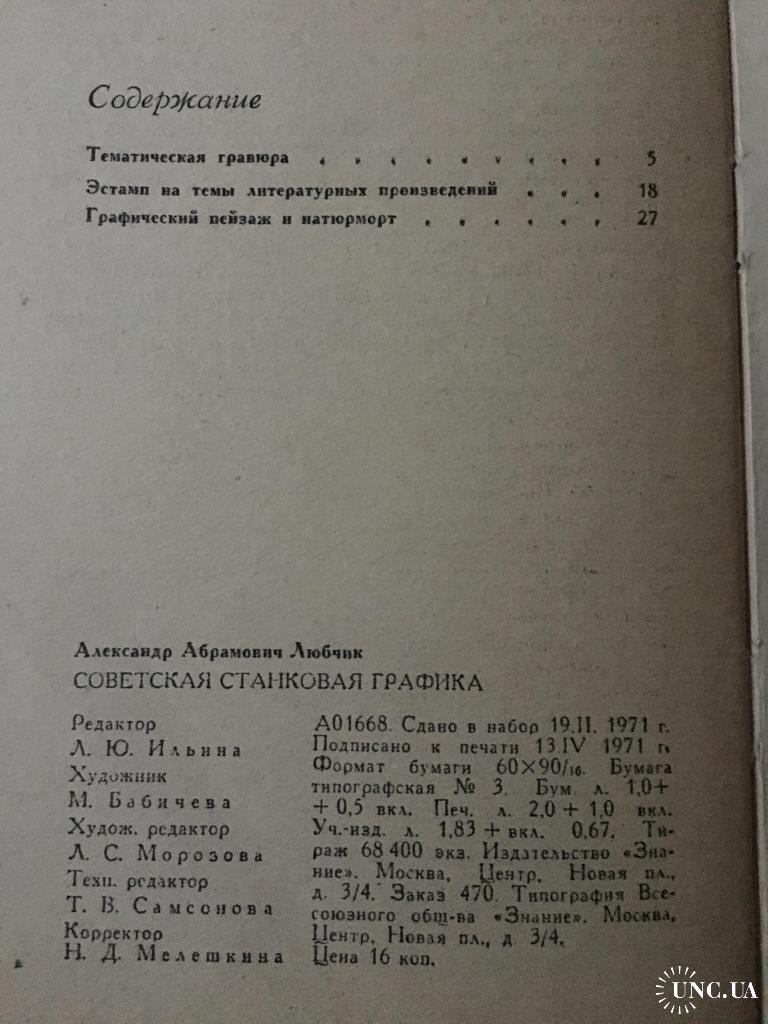 Содержание
Тематическая гравюра . . . . . . . . . 5
Эстамп на темы литературных произведений . . . 18
Графический пейзаж и натюрморт . . . . . . 27
Александр Абрамович Любчик
СОВЕТСКАЯ СТАНКОВАЯ ГРАФИКА
Редактор
Л. Ю. Ильина
Художник
М. Бабичева
Худож. редактор
Л. С. Морозова
Техн. редактор
Т. В. Самсонова
Корректор
Н. Д. Мелешкина
А01668. Сдано в набор 19.II. 1971 г.
Подписано к печати 13 IV 1971 г.
Формат бумаги 60×90/16. Бумага
типографская № 3. Бум. л. 1,0+
+ 0,5 вкл. Печ. л. 2,0 + 1,0 вкл.
Уч.-изд. л. 1,83 + вкл. 0,67. Ти-
раж 68 400 экз. Издательство «Зна-
ние». Москва, Центр, Новая пл.,
д. 3/4. Заказ 470. Типография Все-
союзного общ-ва «Знание». Москва,
Центр, Новая пл., д. 3/4.
Цена 16 коп.
UNC.UA